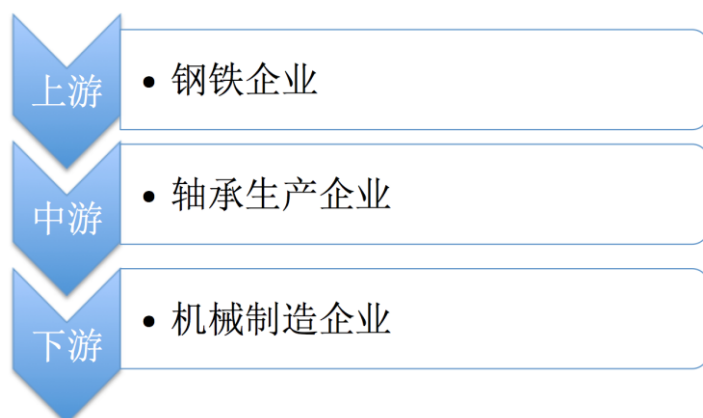 上游
• 钢铁企业
中游
• 轴承生产企业
下游
• 机械制造企业